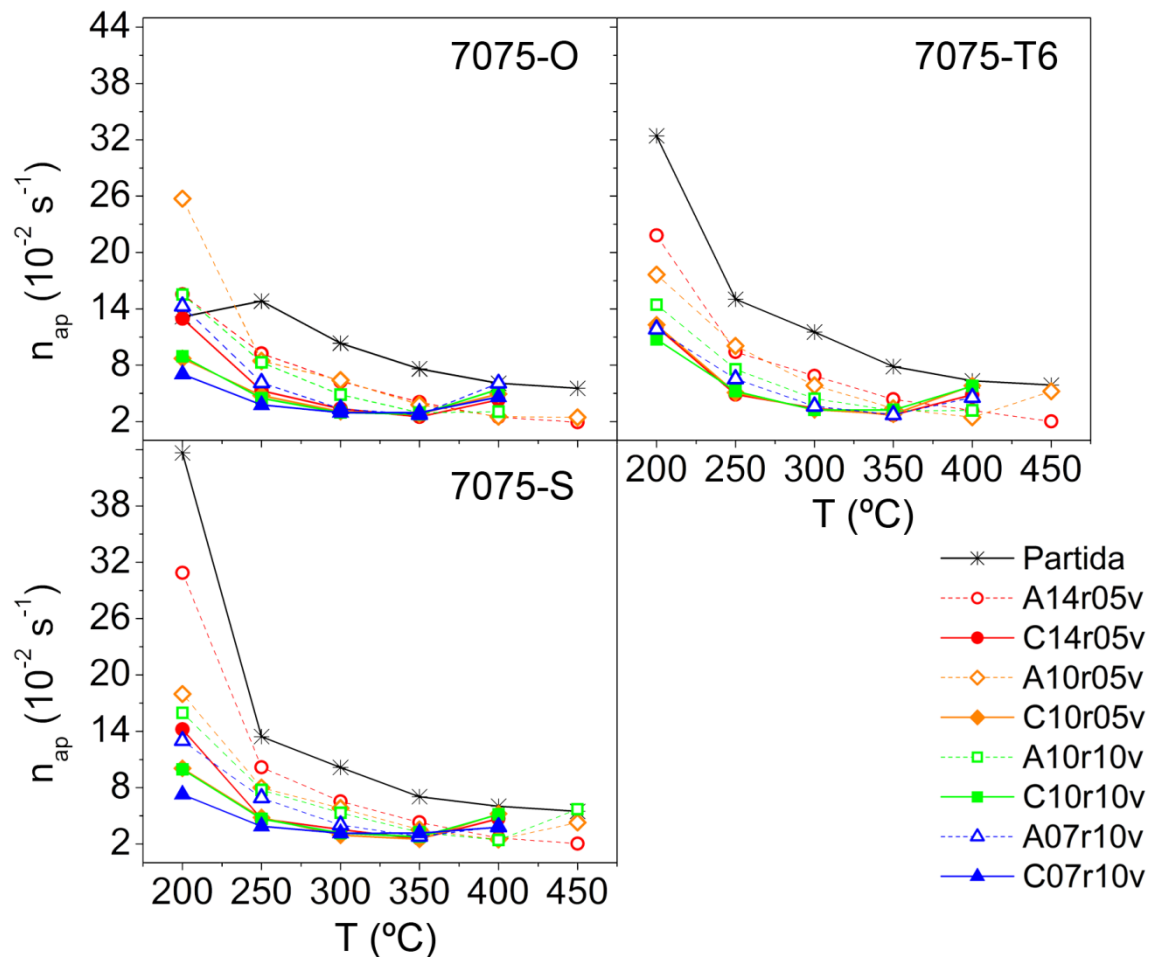 7075-O
7075-T6
44
38
32
26
20
14
8
2
n_ap (10⁻² s⁻¹)
200 250 300 350 400 450
T (ºC)
7075-S
38
32
26
20
14
8
2
n_ap (10⁻² s⁻¹)
200 250 300 350 400 450
T (ºC)
Partida
A14r05v
C14r05v
A10r05v
C10r05v
A10r10v
C10r10v
A07r10v
C07r10v